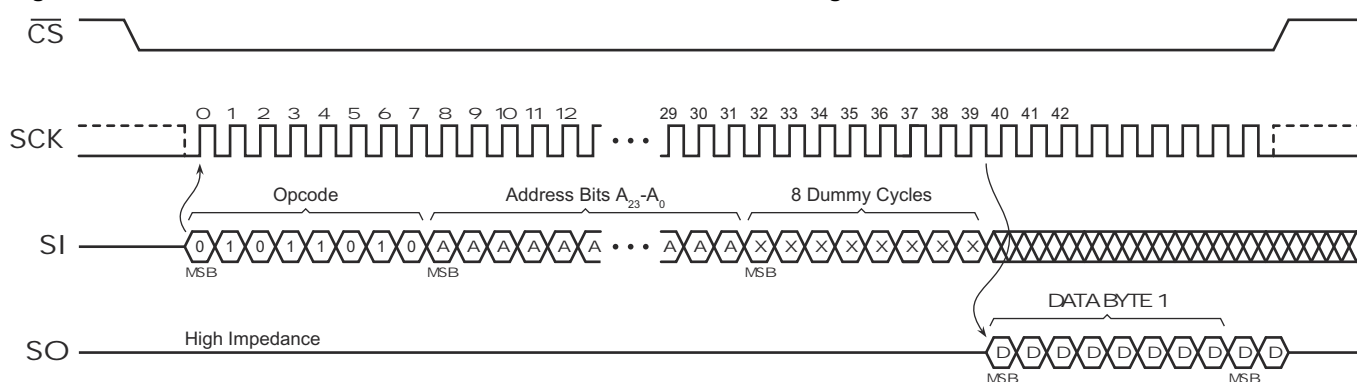 CS
SCK
0 1 2 3 4 5 6 7 8 9 10 11 12 29 30 31 32 33 34 35 36 37 38 39 40 41 42
• • •
Opcode Address Bits A23-A0 8 Dummy Cycles
SI
0 1 0 1 1 0 1 0 A A A A A A • • • A A A X X X X X X X X
MSB MSB MSB
DATA BYTE 1
SO
High Impedance
D D D D D D D D D D
MSB MSB